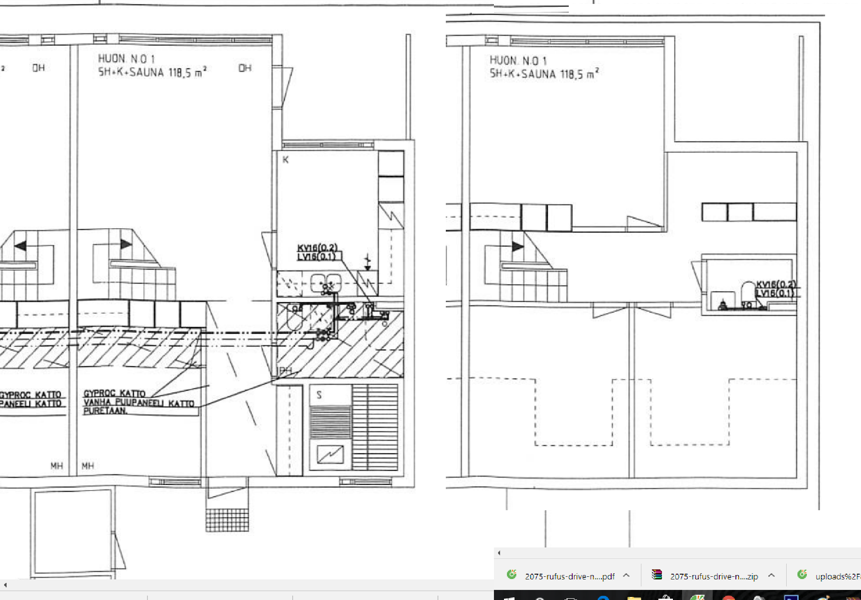 OH
HUON. N.O 1
5H+K+SAUNA 118,5 m²
OH
K
KV16(0.2)
LV15(0.1)
PH
GYPROC KATTO
PANEELI KATTO
GYPROC KATTO
VANHA PUUPANEELI KATTO
PURETAAN.
S
MH
MH
HUON. N.O 1
5H+K+SAUNA 118,5 m²
KV16(0.2)
LV16(0.1)
2075-rufus-drive-n....pdf
2075-rufus-drive-n....zip
uploads%2F